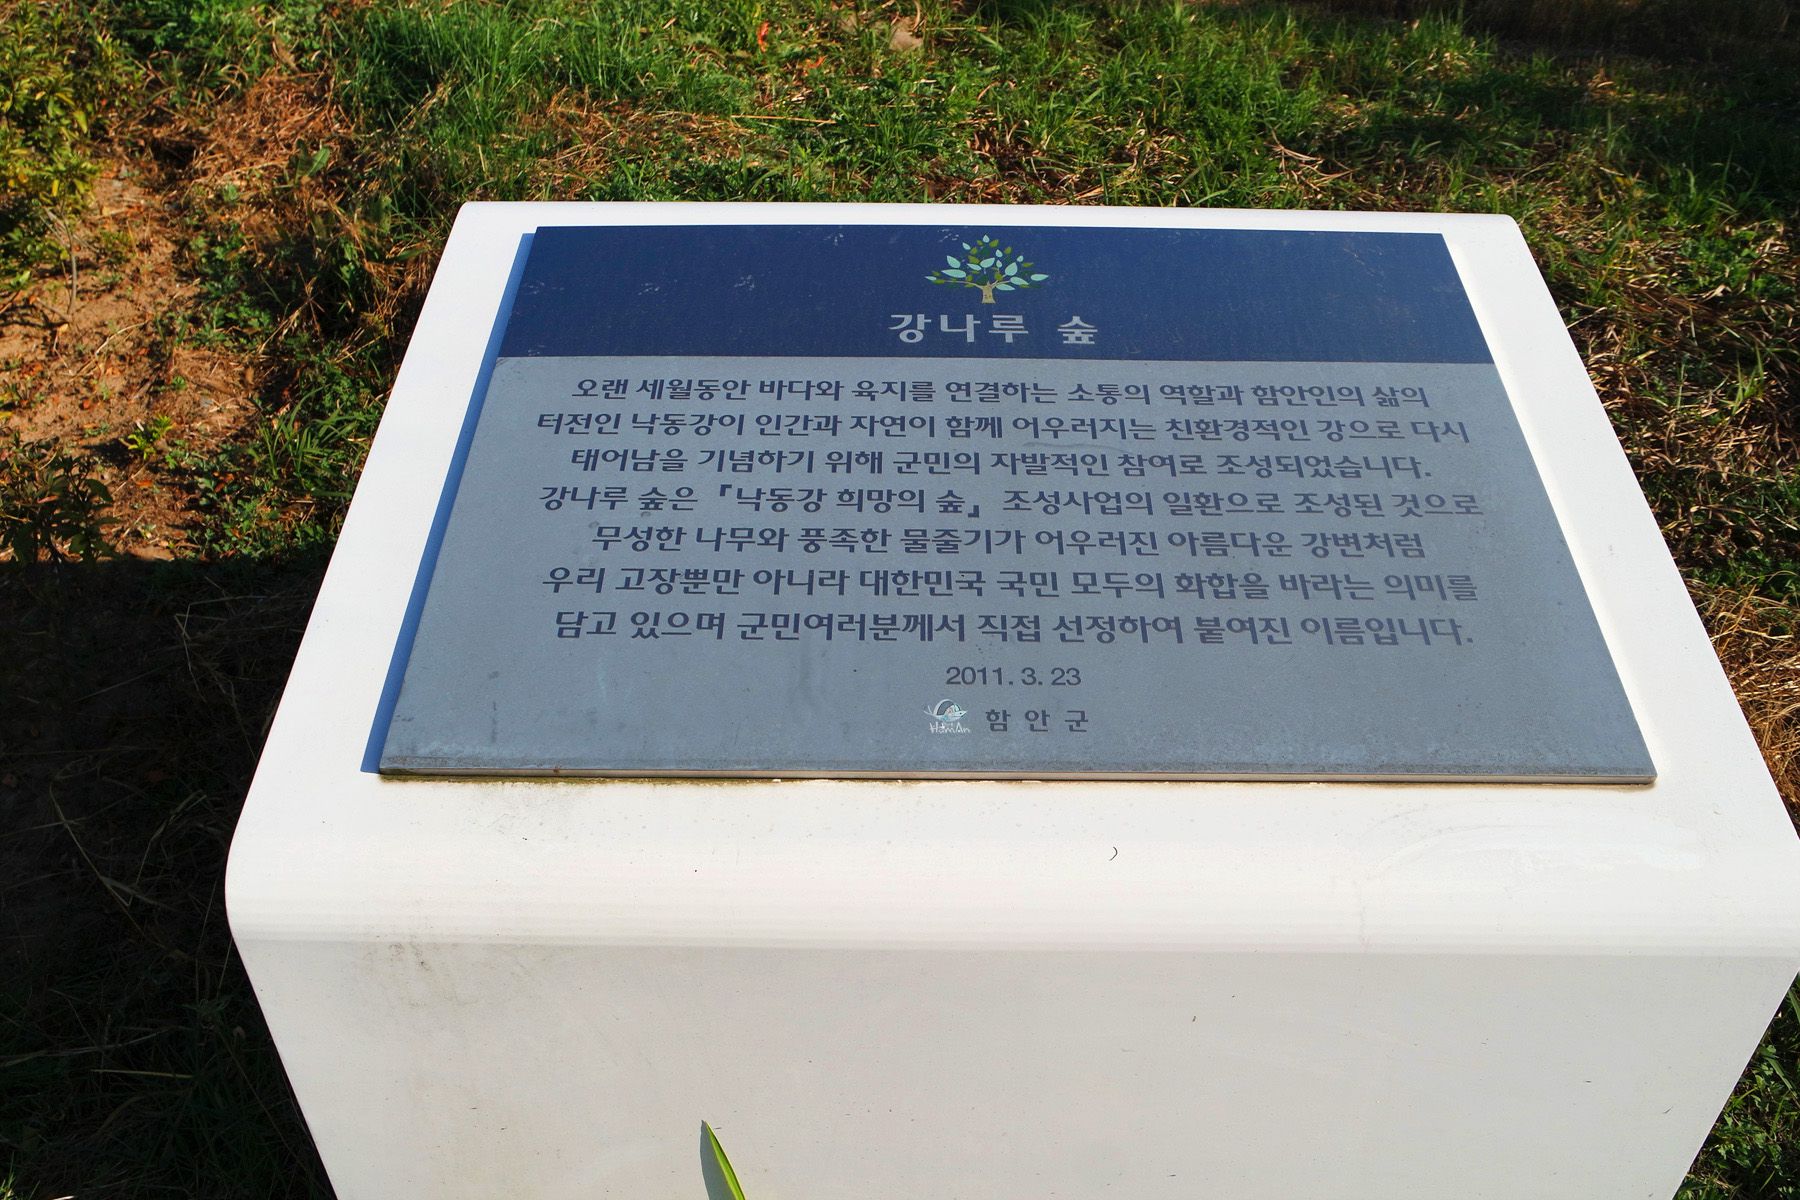 강나루 숲
오랜 세월동안 바다와 육지를 연결하는 소통의 역할과 함안인의 삶의
터전인 낙동강이 인간과 자연이 함께 어우러지는 친환경적인 강으로 다시
태어남을 기념하기 위해 군민의 자발적인 참여로 조성되었습니다.
강나루 숲은 『낙동강 희망의 숲』 조성사업의 일환으로 조성된 것으로
무성한 나무와 풍족한 물줄기가 어우러진 아름다운 강변처럼
우리 고장뿐만 아니라 대한민국 국민 모두의 화합을 바라는 의미를
담고 있으며 군민여러분께서 직접 선정하여 붙여진 이름입니다.
2011. 3. 23
HamAn 함안군